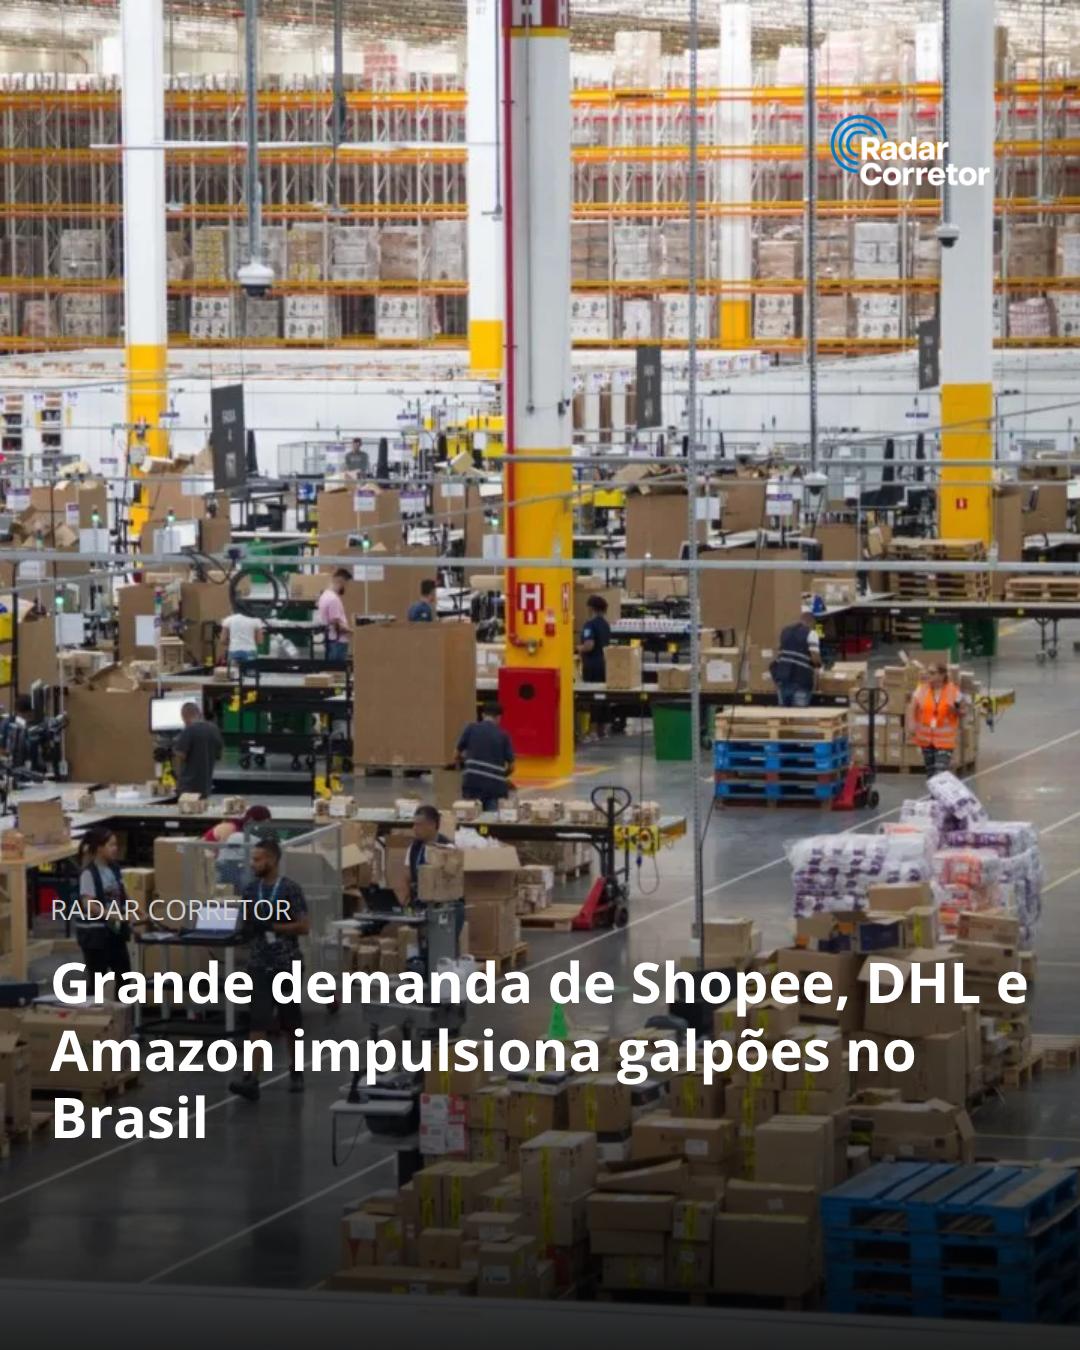 Radar
Corretor
H
H
RADAR CORRETOR
Grande demanda de Shopee, DHL e
Amazon impulsiona galpões no
Brasil